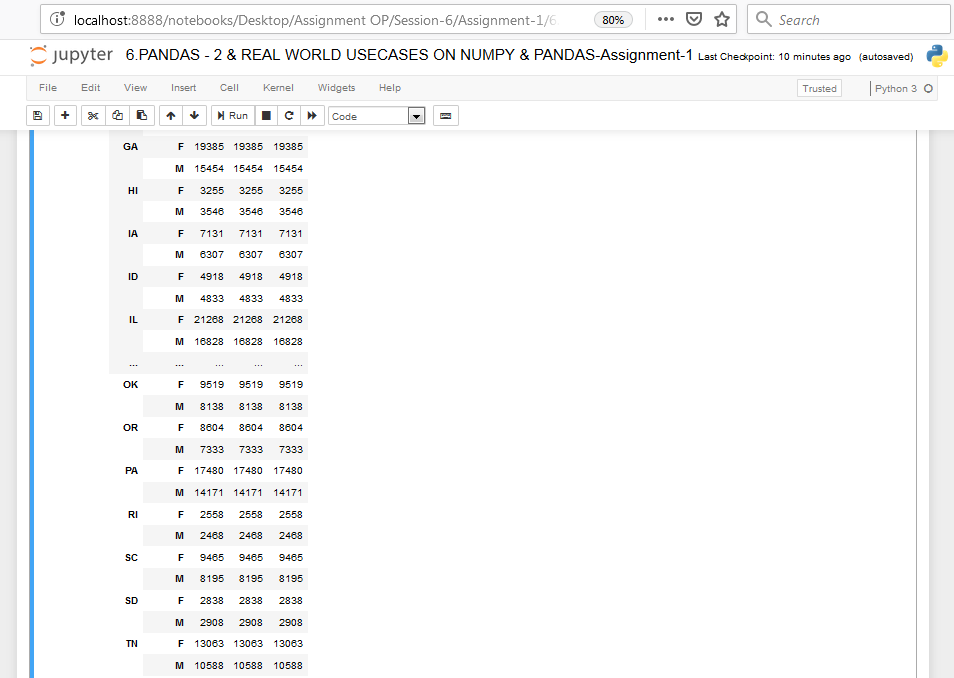 localhost:8888/notebooks/Desktop/Assignment OP/Session-6/Assignment-1/6
80%
Search
jupyter 6.PANDAS - 2 & REAL WORLD USECASES ON NUMPY & PANDAS-Assignment-1 Last Checkpoint: 10 minutes ago (autosaved)
File Edit View Insert Cell Kernel Widgets Help Trusted Python 3
Run Code
GA F 19385 19385 19385
M 15454 15454 15454
HI F 3255 3255 3255
M 3546 3546 3546
IA F 7131 7131 7131
M 6307 6307 6307
ID F 4918 4918 4918
M 4833 4833 4833
IL F 21268 21268 21268
M 16828 16828 16828
... ... ... ... ...
OK F 9519 9519 9519
M 8138 8138 8138
OR F 8604 8604 8604
M 7333 7333 7333
PA F 17480 17480 17480
M 14171 14171 14171
RI F 2558 2558 2558
M 2468 2468 2468
SC F 9465 9465 9465
M 8195 8195 8195
SD F 2838 2838 2838
M 2908 2908 2908
TN F 13063 13063 13063
M 10588 10588 10588